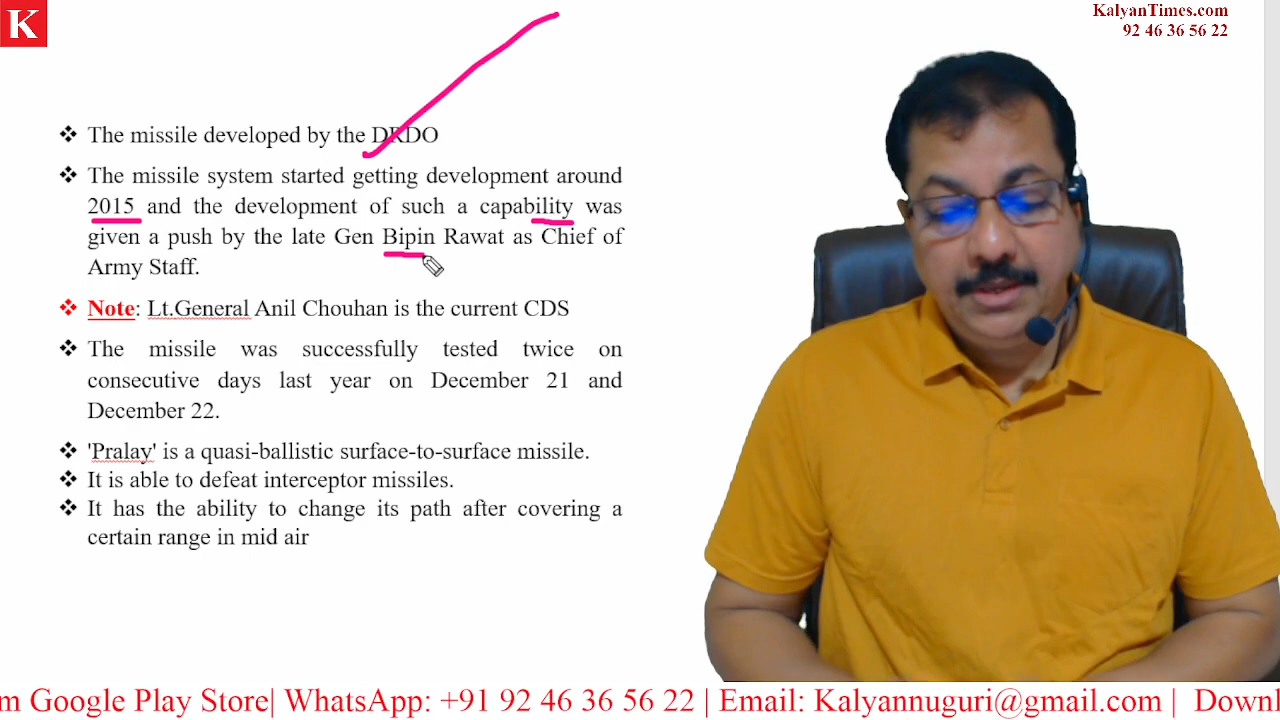 K
KalyanTimes.com
92 46 36 56 22
❖ The missile developed by the DRDO
❖ The missile system started getting development around
2015 and the development of such a capability was
given a push by the late Gen Bipin Rawat as Chief of
Army Staff.
❖ Note: Lt.General Anil Chouhan is the current CDS
❖ The missile was successfully tested twice on
consecutive days last year on December 21 and
December 22.
❖ 'Pralay' is a quasi-ballistic surface-to-surface missile.
❖ It is able to defeat interceptor missiles.
❖ It has the ability to change its path after covering a
certain range in mid air
m Google Play Store| WhatsApp: +91 92 46 36 56 22 | Email: Kalyannuguri@gmail.com | Downl